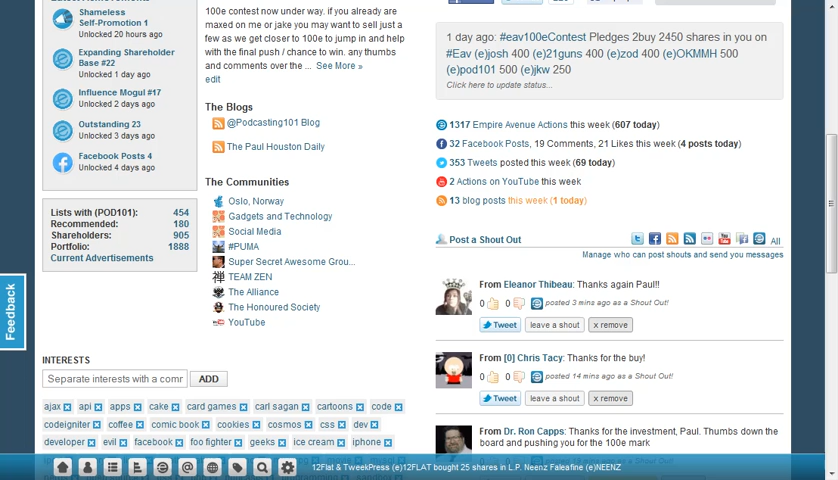 Shameless
Self-Promotion 1
Unlocked 20 hours ago
Expanding Shareholder
Base #22
Unlocked 1 day ago
Influence Mogul #17
Unlocked 2 days ago
Outstanding 23
Unlocked 3 days ago
Facebook Posts 4
Unlocked 4 days ago
Lists with (POD101): 454
Recommended: 180
Shareholders: 905
Portfolio: 1888
Current Advertisements
Feedback
100e contest now under way. if you already are
maxed on me or jake you may want to sell just a
few as we get closer to 100e to jump in and help
with the final push / chance to win. any thumbs
and comments over the ... See More »
edit
The Blogs
@Podcasting101 Blog
The Paul Houston Daily
The Communities
Oslo, Norway
Gadgets and Technology
Social Media
#PUMA
Super Secret Awesome Grou...
TEAM ZEN
The Alliance
The Honoured Society
YouTube
INTERESTS
Separate interests with a comm
ADD
ajax api apps cake card games carl sagan cartoons code
codeigniter coffee comic book cookies cosmos css dev
developer evil facebook foo fighter geeks ice cream iphone
1 day ago: #eav100eContest Pledges 2buy 2450 shares in you on
#Eav (e)josh 400 (e)21guns 400 (e)zod 400 (e)OKMMH 500
(e)pod101 500 (e)jkw 250
Click here to update status...
1317 Empire Avenue Actions this week (607 today)
32 Facebook Posts, 19 Comments, 21 Likes this week (4 posts today)
353 Tweets posted this week (69 today)
2 Actions on YouTube this week
13 blog posts this week (1 today)
Post a Shout Out
All
Manage who can post shouts and send you messages
From Eleanor Thibeau: Thanks again Paul!!
0 0 posted 3 mins ago as a Shout Out!
Tweet leave a shout x remove
From [0] Chris Tacy: Thanks for the buy!
0 0 posted 14 mins ago as a Shout Out!
Tweet leave a shout x remove
From Dr. Ron Capps: Thanks for the investment, Paul. Thumbs down the
board and pushing you for the 100e mark
12Flat & TweekPress (e)12FLAT bought 25 shares in L.P. Neenz Faleafine (e)NEENZ